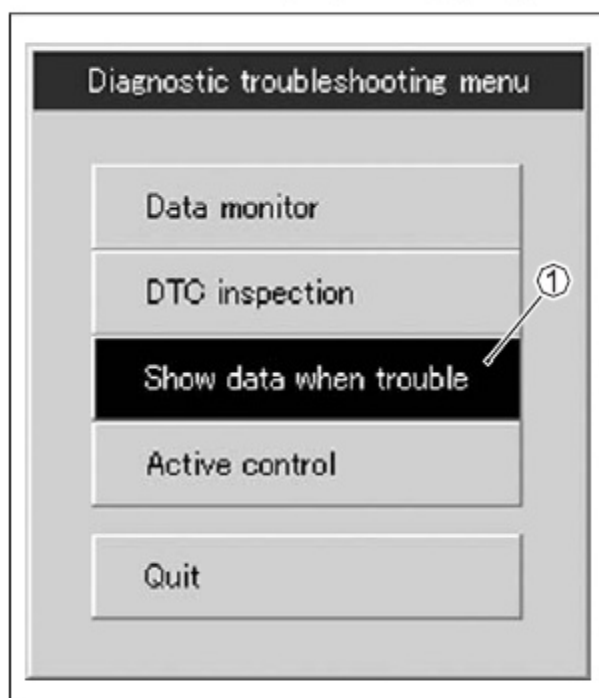 Diagnostic troubleshooting menu
Data monitor
DTC inspection
①
Show data when trouble
Active control
Quit